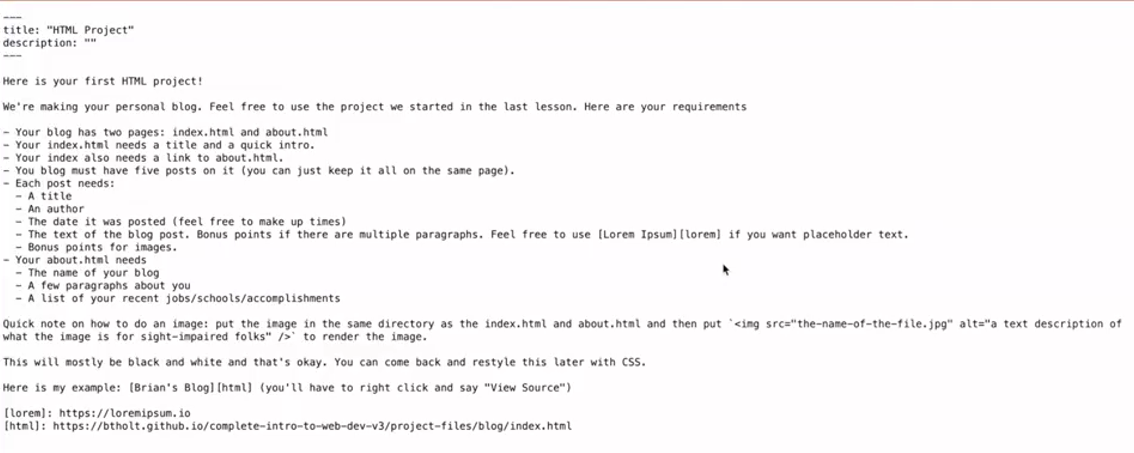 ---
title: "HTML Project"
description: ""
---
Here is your first HTML project!
We're making your personal blog. Feel free to use the project we started in the last lesson. Here are your requirements
- Your blog has two pages: index.html and about.html
- Your index.html needs a title and a quick intro.
- Your index also needs a link to about.html.
- You blog must have five posts on it (you can just keep it all on the same page).
- Each post needs:
  - A title
  - An author
  - The date it was posted (feel free to make up times)
  - The text of the blog post. Bonus points if there are multiple paragraphs. Feel free to use [Lorem Ipsum][lorem] if you want placeholder text.
  - Bonus points for images.
- Your about.html needs
  - The name of your blog
  - A few paragraphs about you
  - A list of your recent jobs/schools/accomplishments
Quick note on how to do an image: put the image in the same directory as the index.html and about.html and then put `<img src="the-name-of-the-file.jpg" alt="a text description of
what the image is for sight-impaired folks" />` to render the image.
This will mostly be black and white and that's okay. You can come back and restyle this later with CSS.
Here is my example: [Brian's Blog][html] (you'll have to right click and say "View Source")
[lorem]: https://loremipsum.io
[html]: https://btholt.github.io/complete-intro-to-web-dev-v3/project-files/blog/index.html